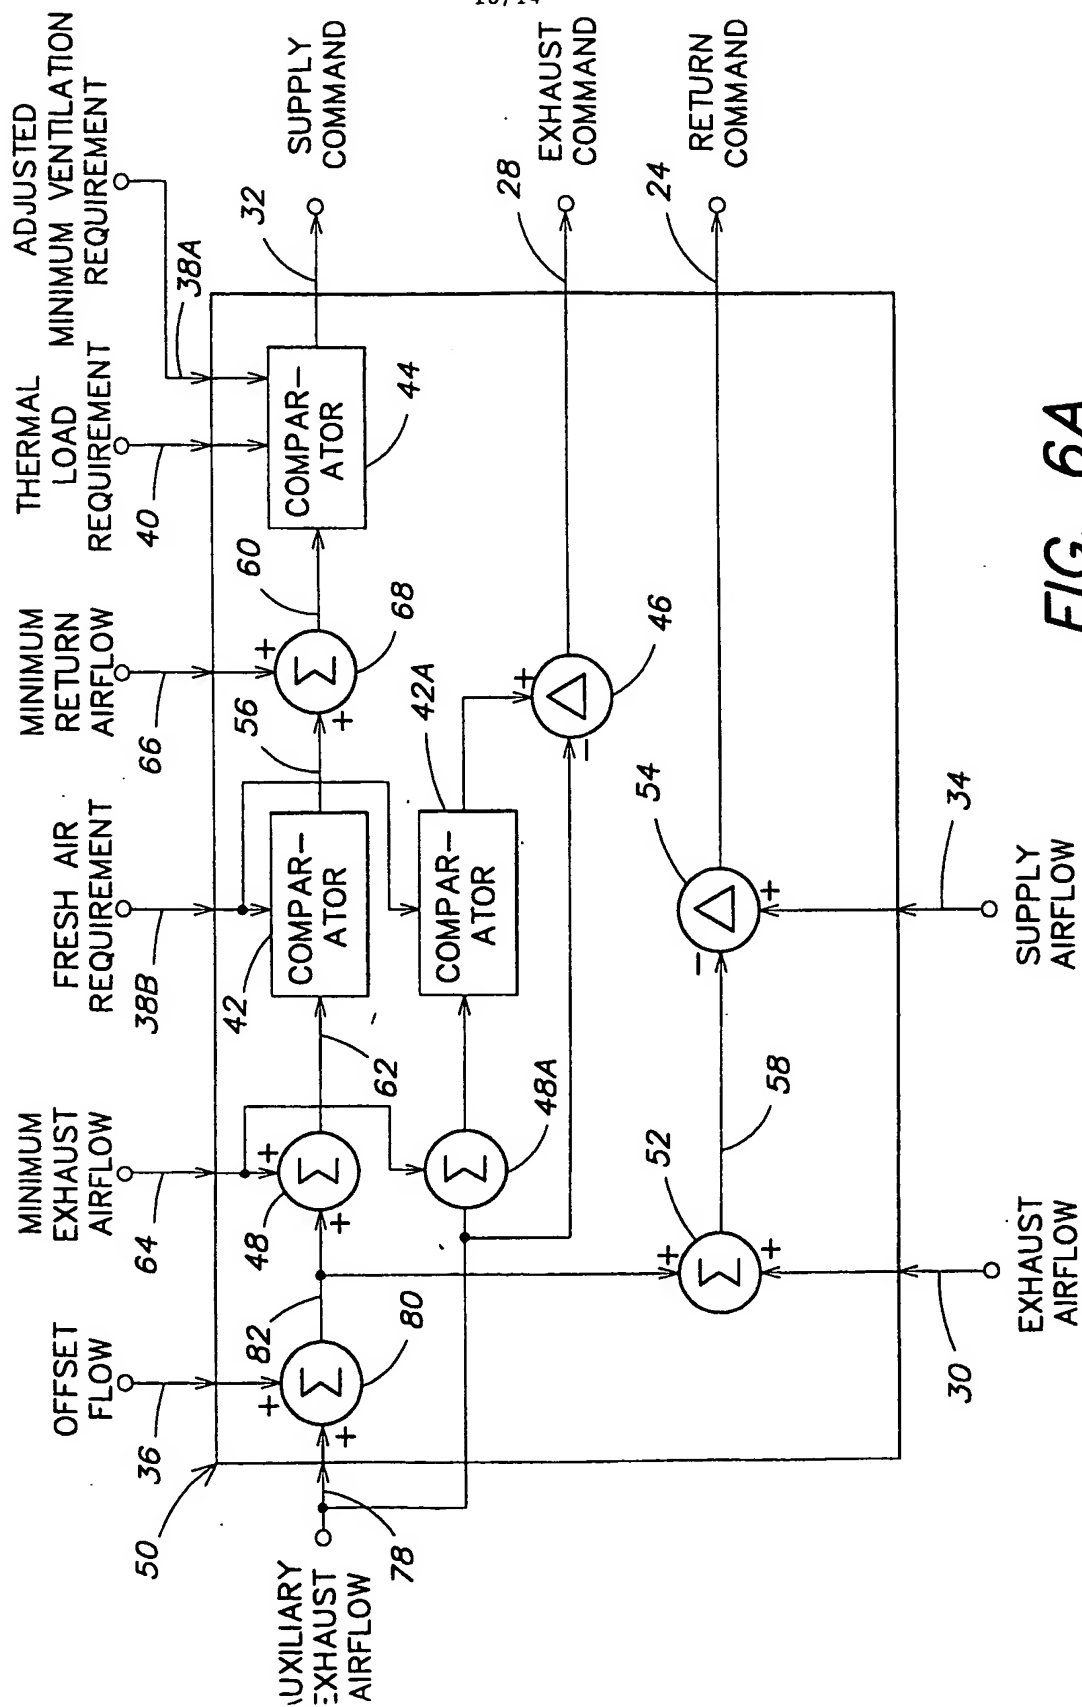 ADJUSTED
MINIMUM VENTILATION
REQUIREMENT
38A
THERMAL
LOAD
REQUIREMENT
40
MINIMUM
RETURN
AIRFLOW
66
FRESH AIR
REQUIREMENT
38B
MINIMUM
EXHAUST
AIRFLOW
64
OFFSET
FLOW
36
50
AUXILIARY
EXHAUST
AIRFLOW
78
+
+
Σ
80
82
+
+
Σ
48
62
COMPAR-
ATOR
42
56
+
+
Σ
68
60
COMPAR-
ATOR
44
32
SUPPLY
COMMAND
Σ
48A
COMPAR-
ATOR
42A
+
-
Δ
46
28
EXHAUST
COMMAND
+
+
Σ
52
58
-
+
Δ
54
24
RETURN
COMMAND
30
EXHAUST
AIRFLOW
34
SUPPLY
AIRFLOW
FIG. 6A